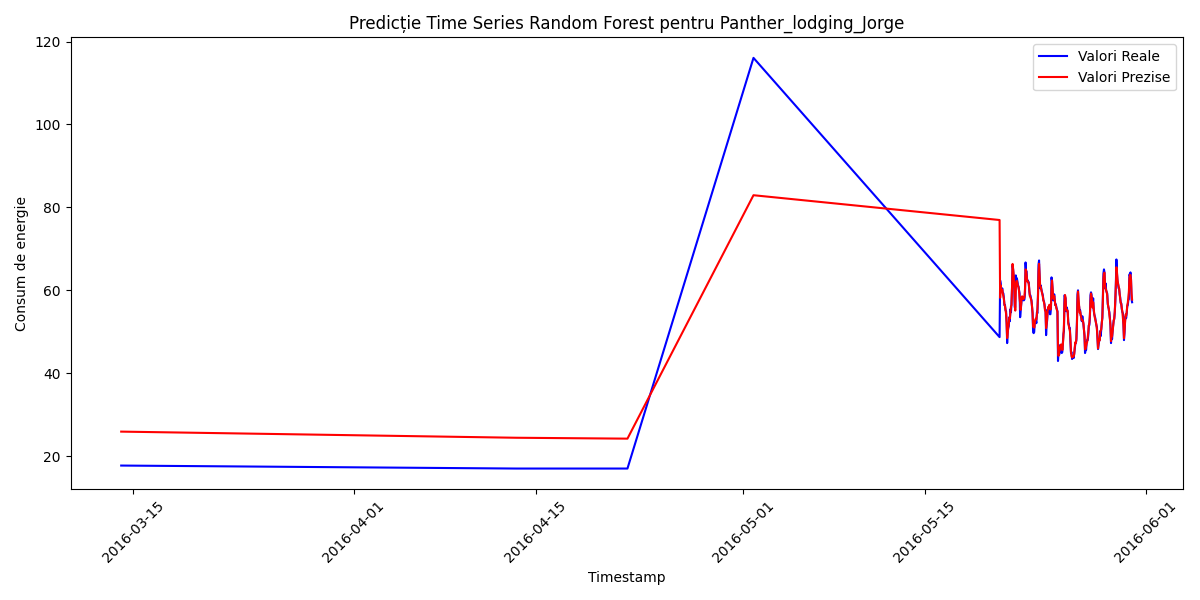 Predicție Time Series Random Forest pentru Panther_lodging_Jorge
Valori Reale
Valori Prezise
Consum de energie
120
100
80
60
40
20
2016-03-15
2016-04-01
2016-04-15
2016-05-01
2016-05-15
2016-06-01
Timestamp